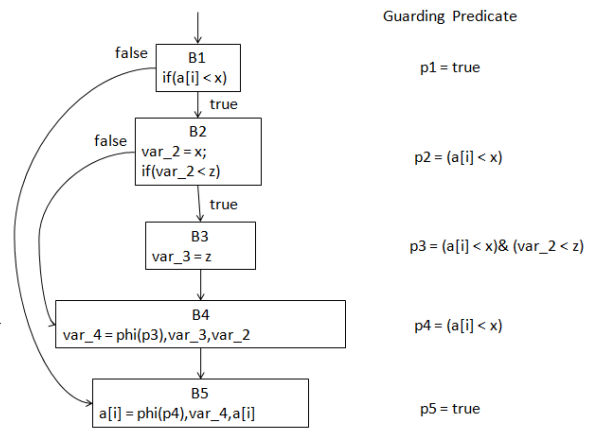 Guarding Predicate
false
B1
if(a[i] < x)
p1 = true
true
false
B2
var_2 = x;
if(var_2 < z)
p2 = (a[i] < x)
true
B3
var_3 = z
p3 = (a[i] < x)& (var_2 < z)
B4
var_4 = phi(p3),var_3,var_2
p4 = (a[i] < x)
B5
a[i] = phi(p4),var_4,a[i]
p5 = true